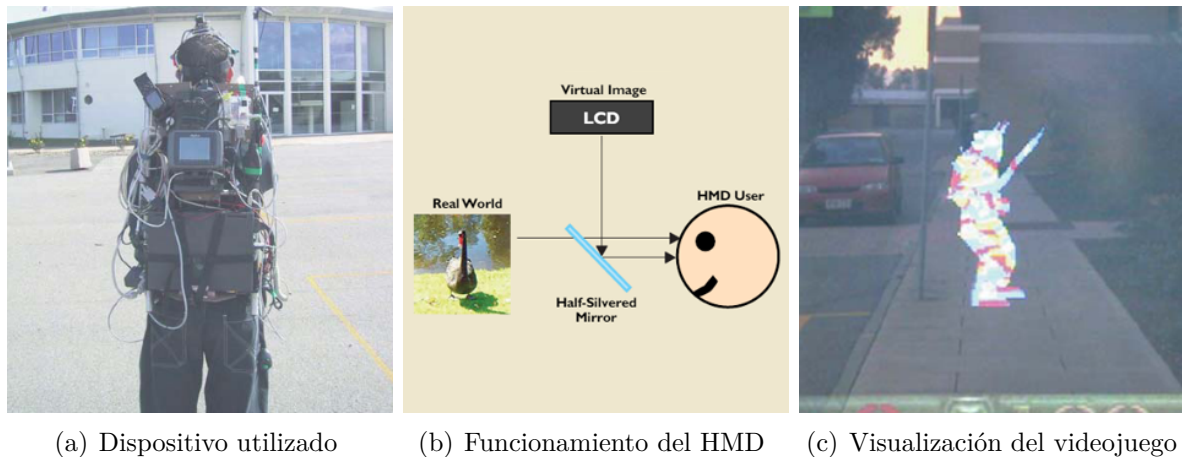 Virtual Image
LCD
Real World
HMD User
Half-Silvered
Mirror
(a) Dispositivo utilizado
(b) Funcionamiento del HMD
(c) Visualización del videojuego